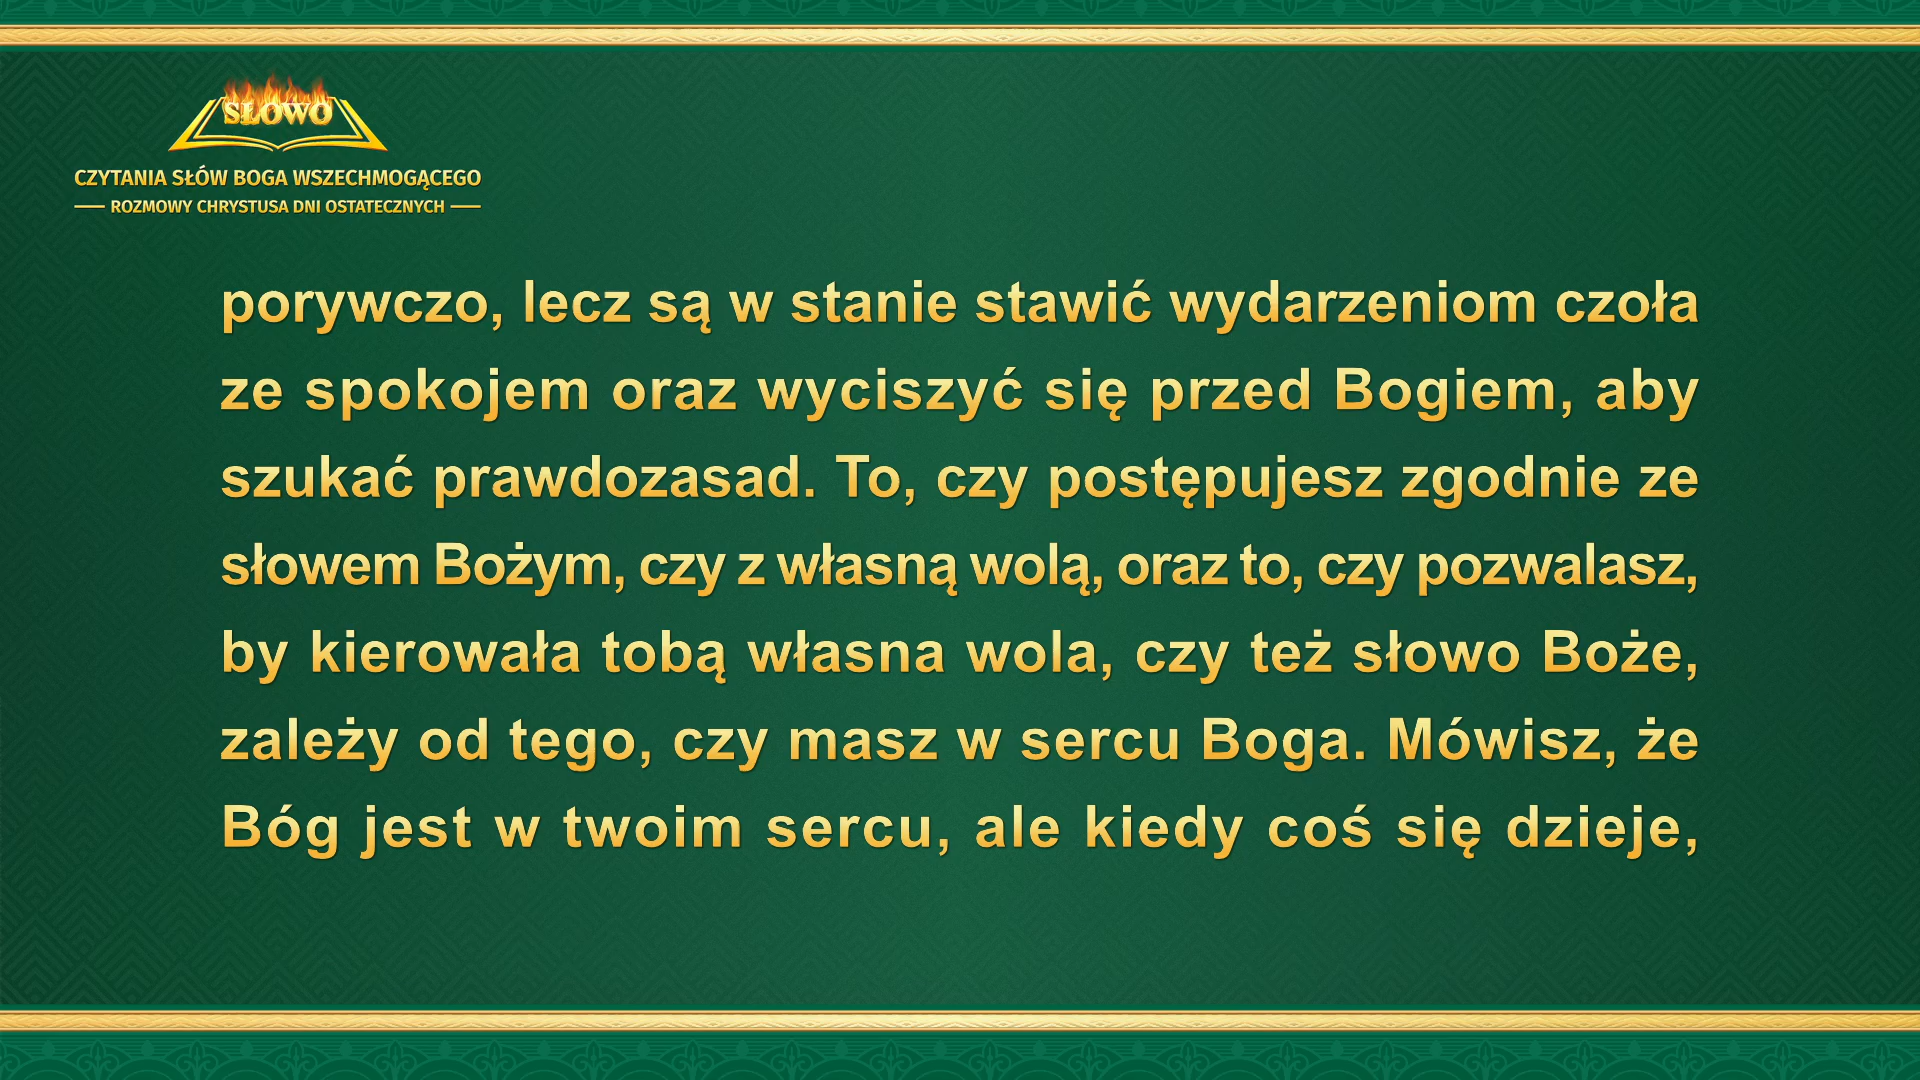 SŁOWO
CZYTANIA SŁÓW BOGA WSZECHMOGĄCEGO
ROZMOWY CHRYSTUSA DNI OSTATECZNYCH
porywczo, lecz są w stanie stawić wydarzeniom czoła
ze spokojem oraz wyciszyć się przed Bogiem, aby
szukać prawdozasad. To, czy postępujesz zgodnie ze
słowem Bożym, czy z własną wolą, oraz to, czy pozwalasz,
by kierowała tobą własna wola, czy też słowo Boże,
zależy od tego, czy masz w sercu Boga. Mówisz, że
Bóg jest w twoim sercu, ale kiedy coś się dzieje,